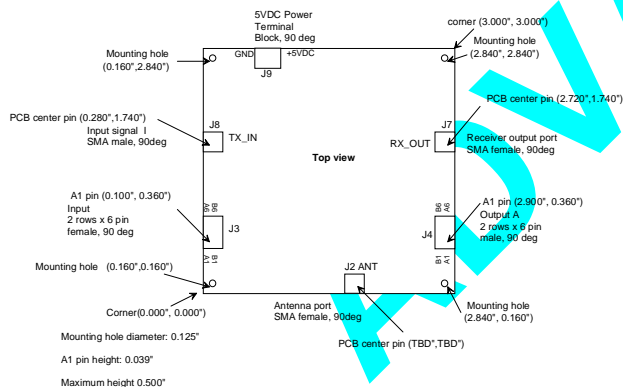 5VDC Power
Terminal
Block, 90 deg
corner (3.000", 3.000")
Mounting hole
(0.160",2.840")
GND
+5VDC
J9
Mounting hole
(2.840", 2.840")
PCB center pin (0.280",1.740")
Input signal I
SMA male, 90deg
J8
TX_IN
J7
RX_OUT
PCB center pin (2.720",1.740")
Receiver output port
SMA female, 90deg
Top view
A1 pin (0.100", 0.360")
Input
2 rows x 6 pin
female, 90 deg
A6
B6
J3
A1
B1
B6
A6
J4
B1
A1
A1 pin (2.900", 0.360")
Output A
2 rows x 6 pin
male, 90 deg
Mounting hole (0.160",0.160")
J2 ANT
Corner(0.000", 0.000")
Antenna port
SMA female, 90deg
Mounting hole
(2.840", 0.160")
PCB center pin (TBD",TBD")
Mounting hole diameter: 0.125"
A1 pin height: 0.039"
Maximum height 0.500"